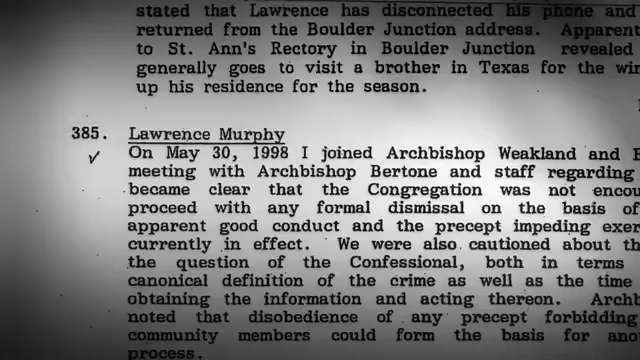 stated that Lawrence has disconnected his phone and
returned from the Boulder Junction address. Apparent
to St. Ann's Rectory in Boulder Junction revealed
generally goes to visit a brother in Texas for the win
up his residence for the season.
385. Lawrence Murphy
On May 30, 1998 I joined Archbishop Weakland and B
meeting with Archbishop Bertone and staff regarding
became clear that the Congregation was not encou
proceed with any formal dismissal on the basis of
apparent good conduct and the precept impeding exer
currently in effect. We were also cautioned about th
the question of the Confessional, both in terms
canonical definition of the crime as well as the time
obtaining the information and acting thereon. Archb
noted that disobedience of any precept forbidding
community members could form the basis for ano
process.